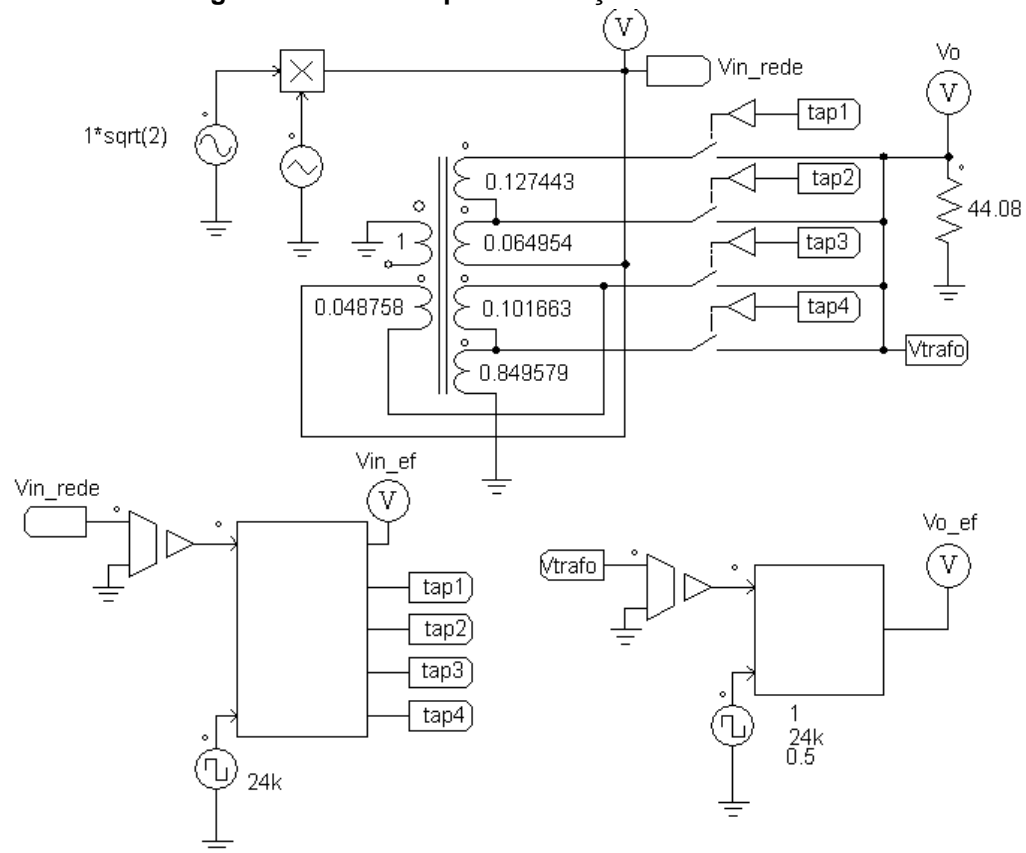 V
Vin_rede
Vo
V
1*sqrt(2)
tap1
tap2
0.127443
44.08
1
0.064954
tap3
0.048758
0.101663
tap4
0.849579
Vtrafo
Vin_ef
V
Vin_rede
Vo_ef
V
Vtrafo
tap1
tap2
tap3
tap4
24k
1
24k
0.5